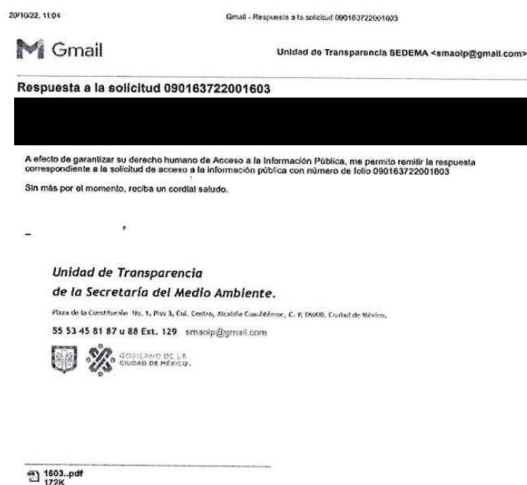 20/10/22, 11:04
Gmail - Respuesta a la solicitud 090163722001603
Gmail
Unidad de Transparencia SEDEMA <smaoip@gmail.com>
Respuesta a la solicitud 090163722001603
A efecto de garantizar su derecho humano de Acceso a la Información Pública, me permito remitir la respuesta
correspondiente a la solicitud de acceso a la información pública con número de folio 090163722001603
Sin más por el momento, reciba un cordial saludo.
Unidad de Transparencia
de la Secretaría del Medio Ambiente.
Plaza de la Constitución No. 1, Piso 3, Col. Centro, Alcaldía Cuauhtémoc, C. P. 06000, Ciudad de México.
55 53 45 81 87 u 88 Ext. 129 smaoip@gmail.com
GOBIERNO DE LA
CIUDAD DE MÉXICO.
1603..pdf
172K